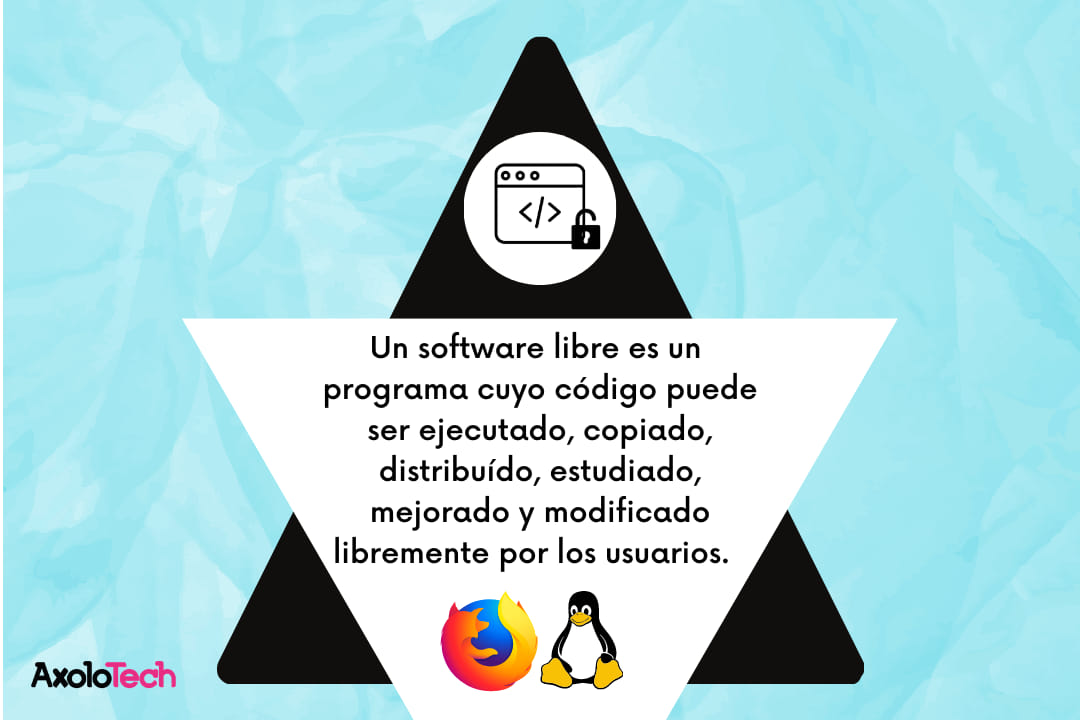 </>
Un software libre es un
programa cuyo código puede
ser ejecutado, copiado,
distribuído, estudiado,
mejorado y modificado
libremente por los usuarios.
AxoloTech